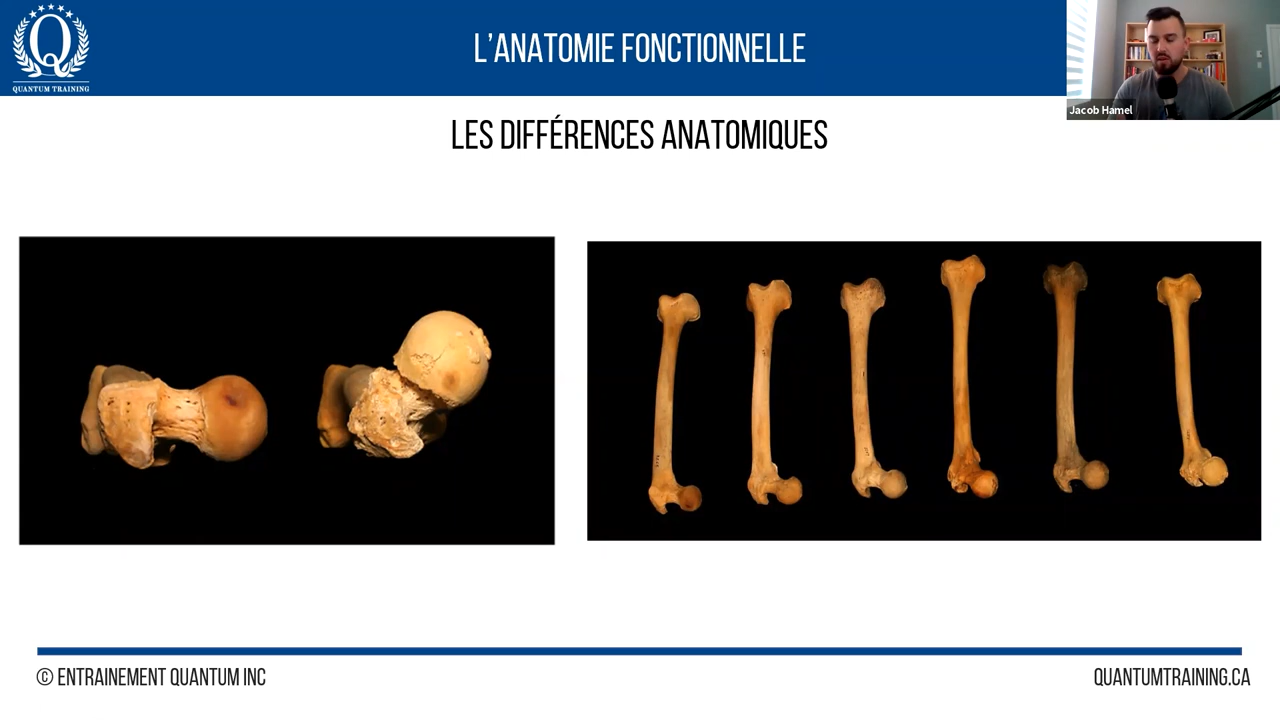 QUANTUM TRAINING
L'ANATOMIE FONCTIONNELLE
Jacob Hamel
LES DIFFÉRENCES ANATOMIQUES
© ENTRAINEMENT QUANTUM INC
QUANTUMTRAINING.CA